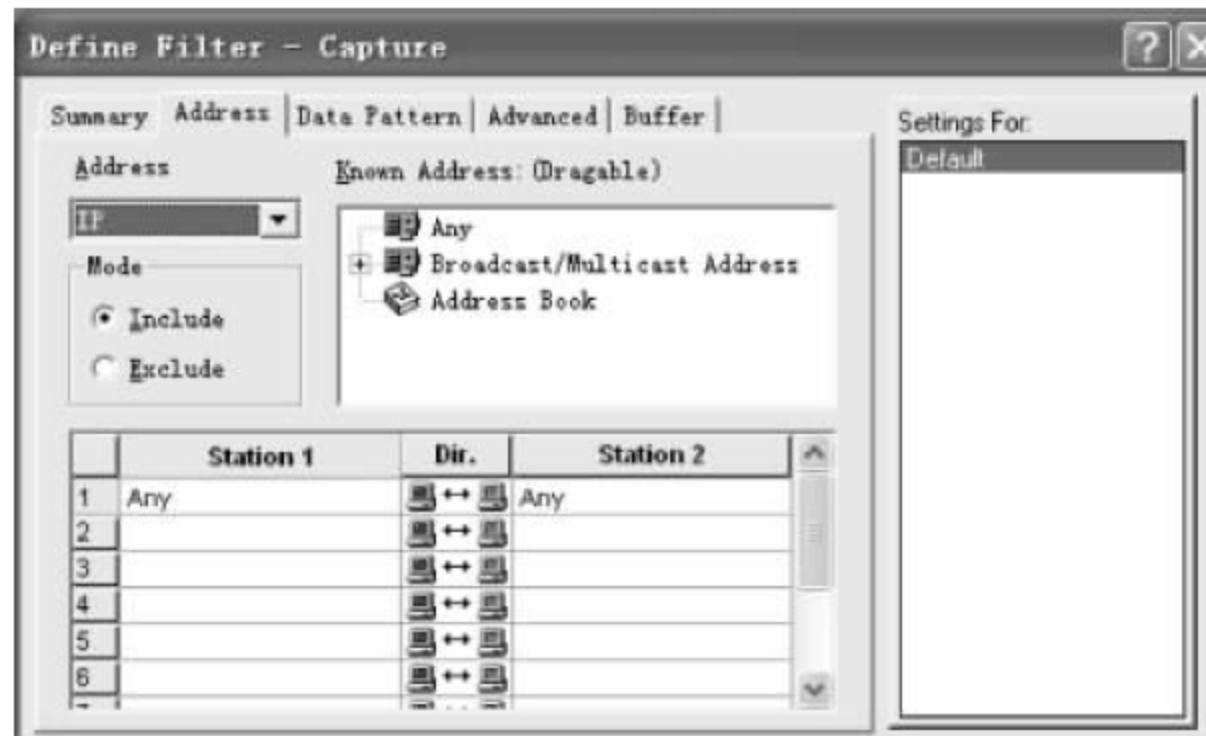 Define Filter - Capture
Summary Address Data Pattern Advanced Buffer
Settings For:
Default
Address
Known Address: (Dragable)
IP
Any
Broadcast/Multicast Address
Address Book
Mode
Include
Exclude
Station 1 Dir. Station 2
1 Any Any
2
3
4
5
6